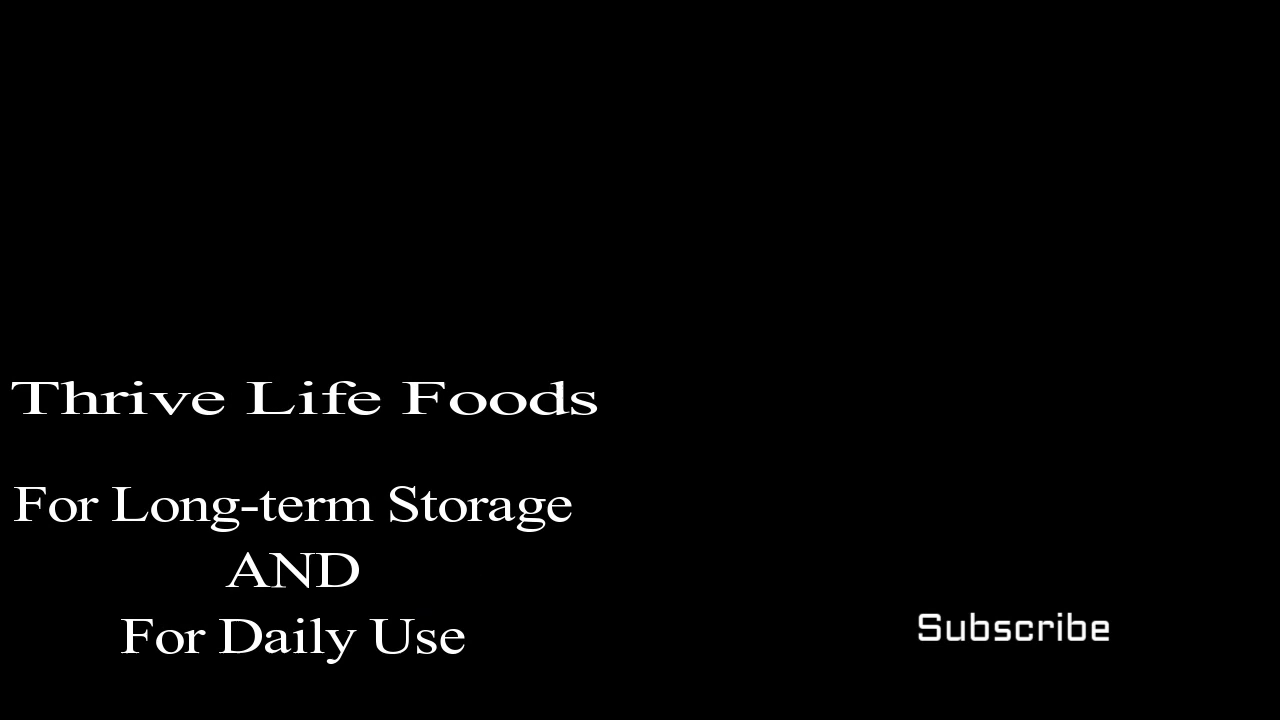 Thrive Life Foods
For Long-term Storage
AND
For Daily Use
Subscribe